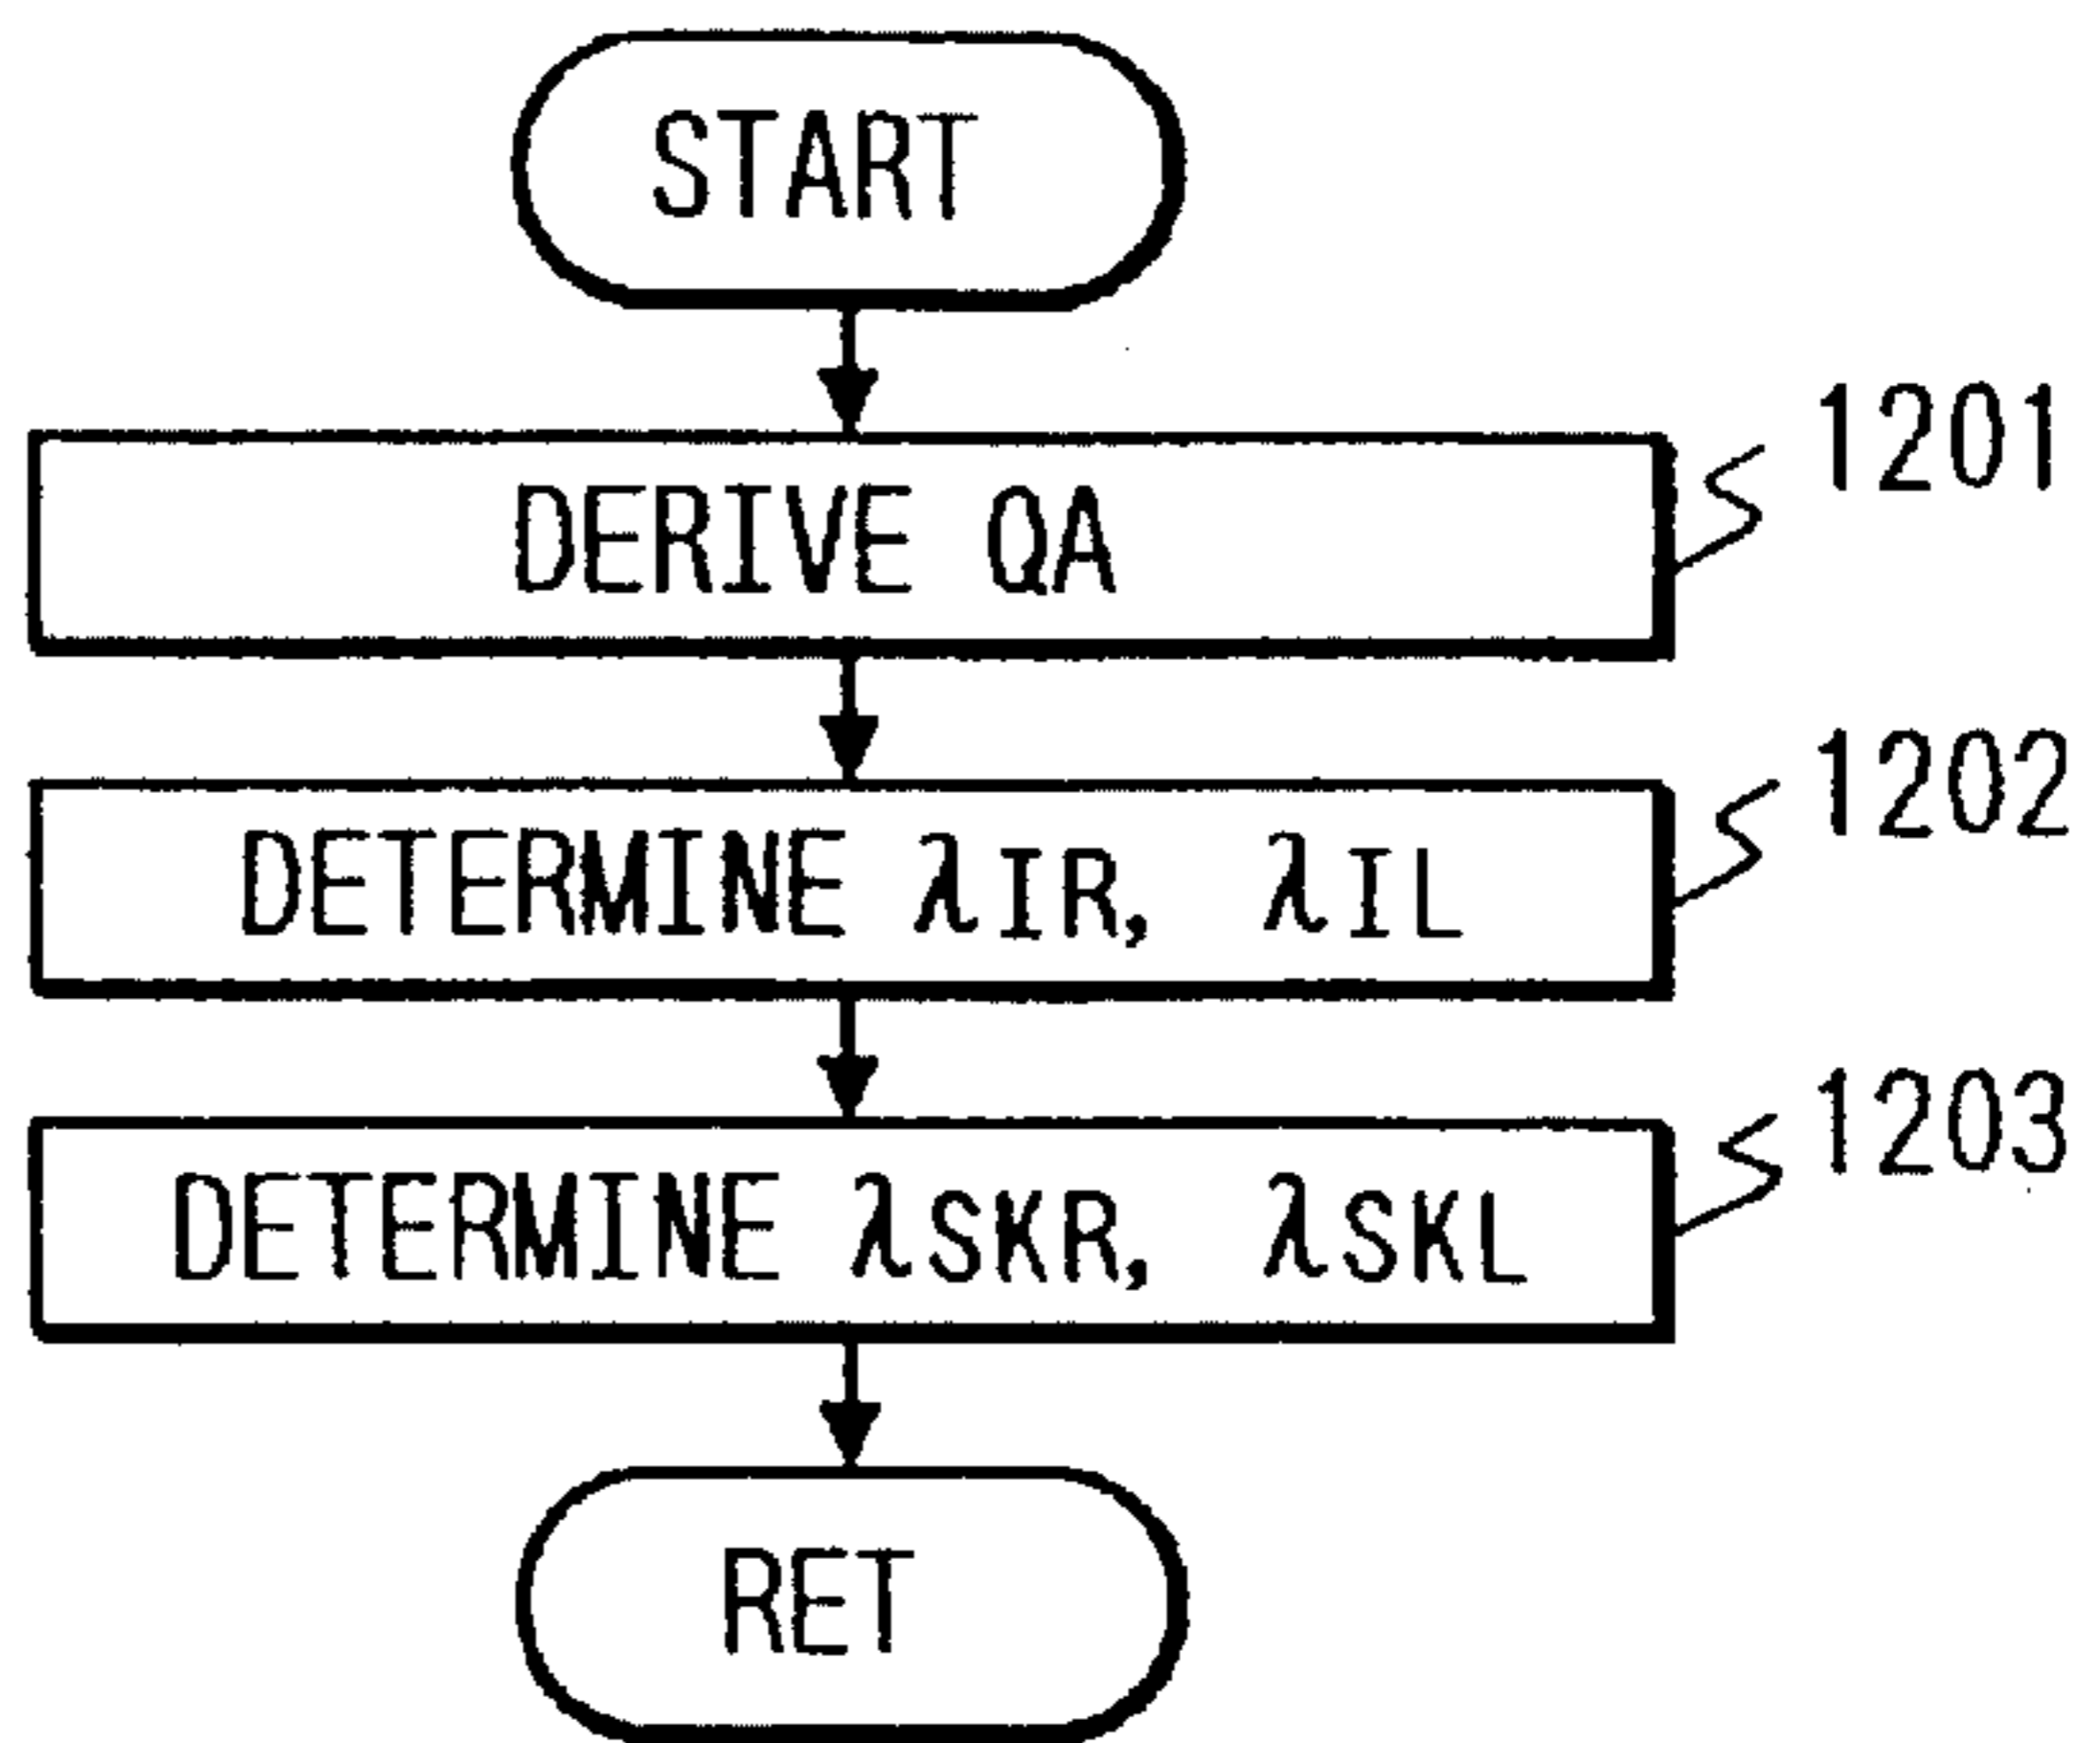 START
1201
DERIVE QA
1202
DETERMINE λIR, λIL
1203
DETERMINE λSKR, λSKL
RET